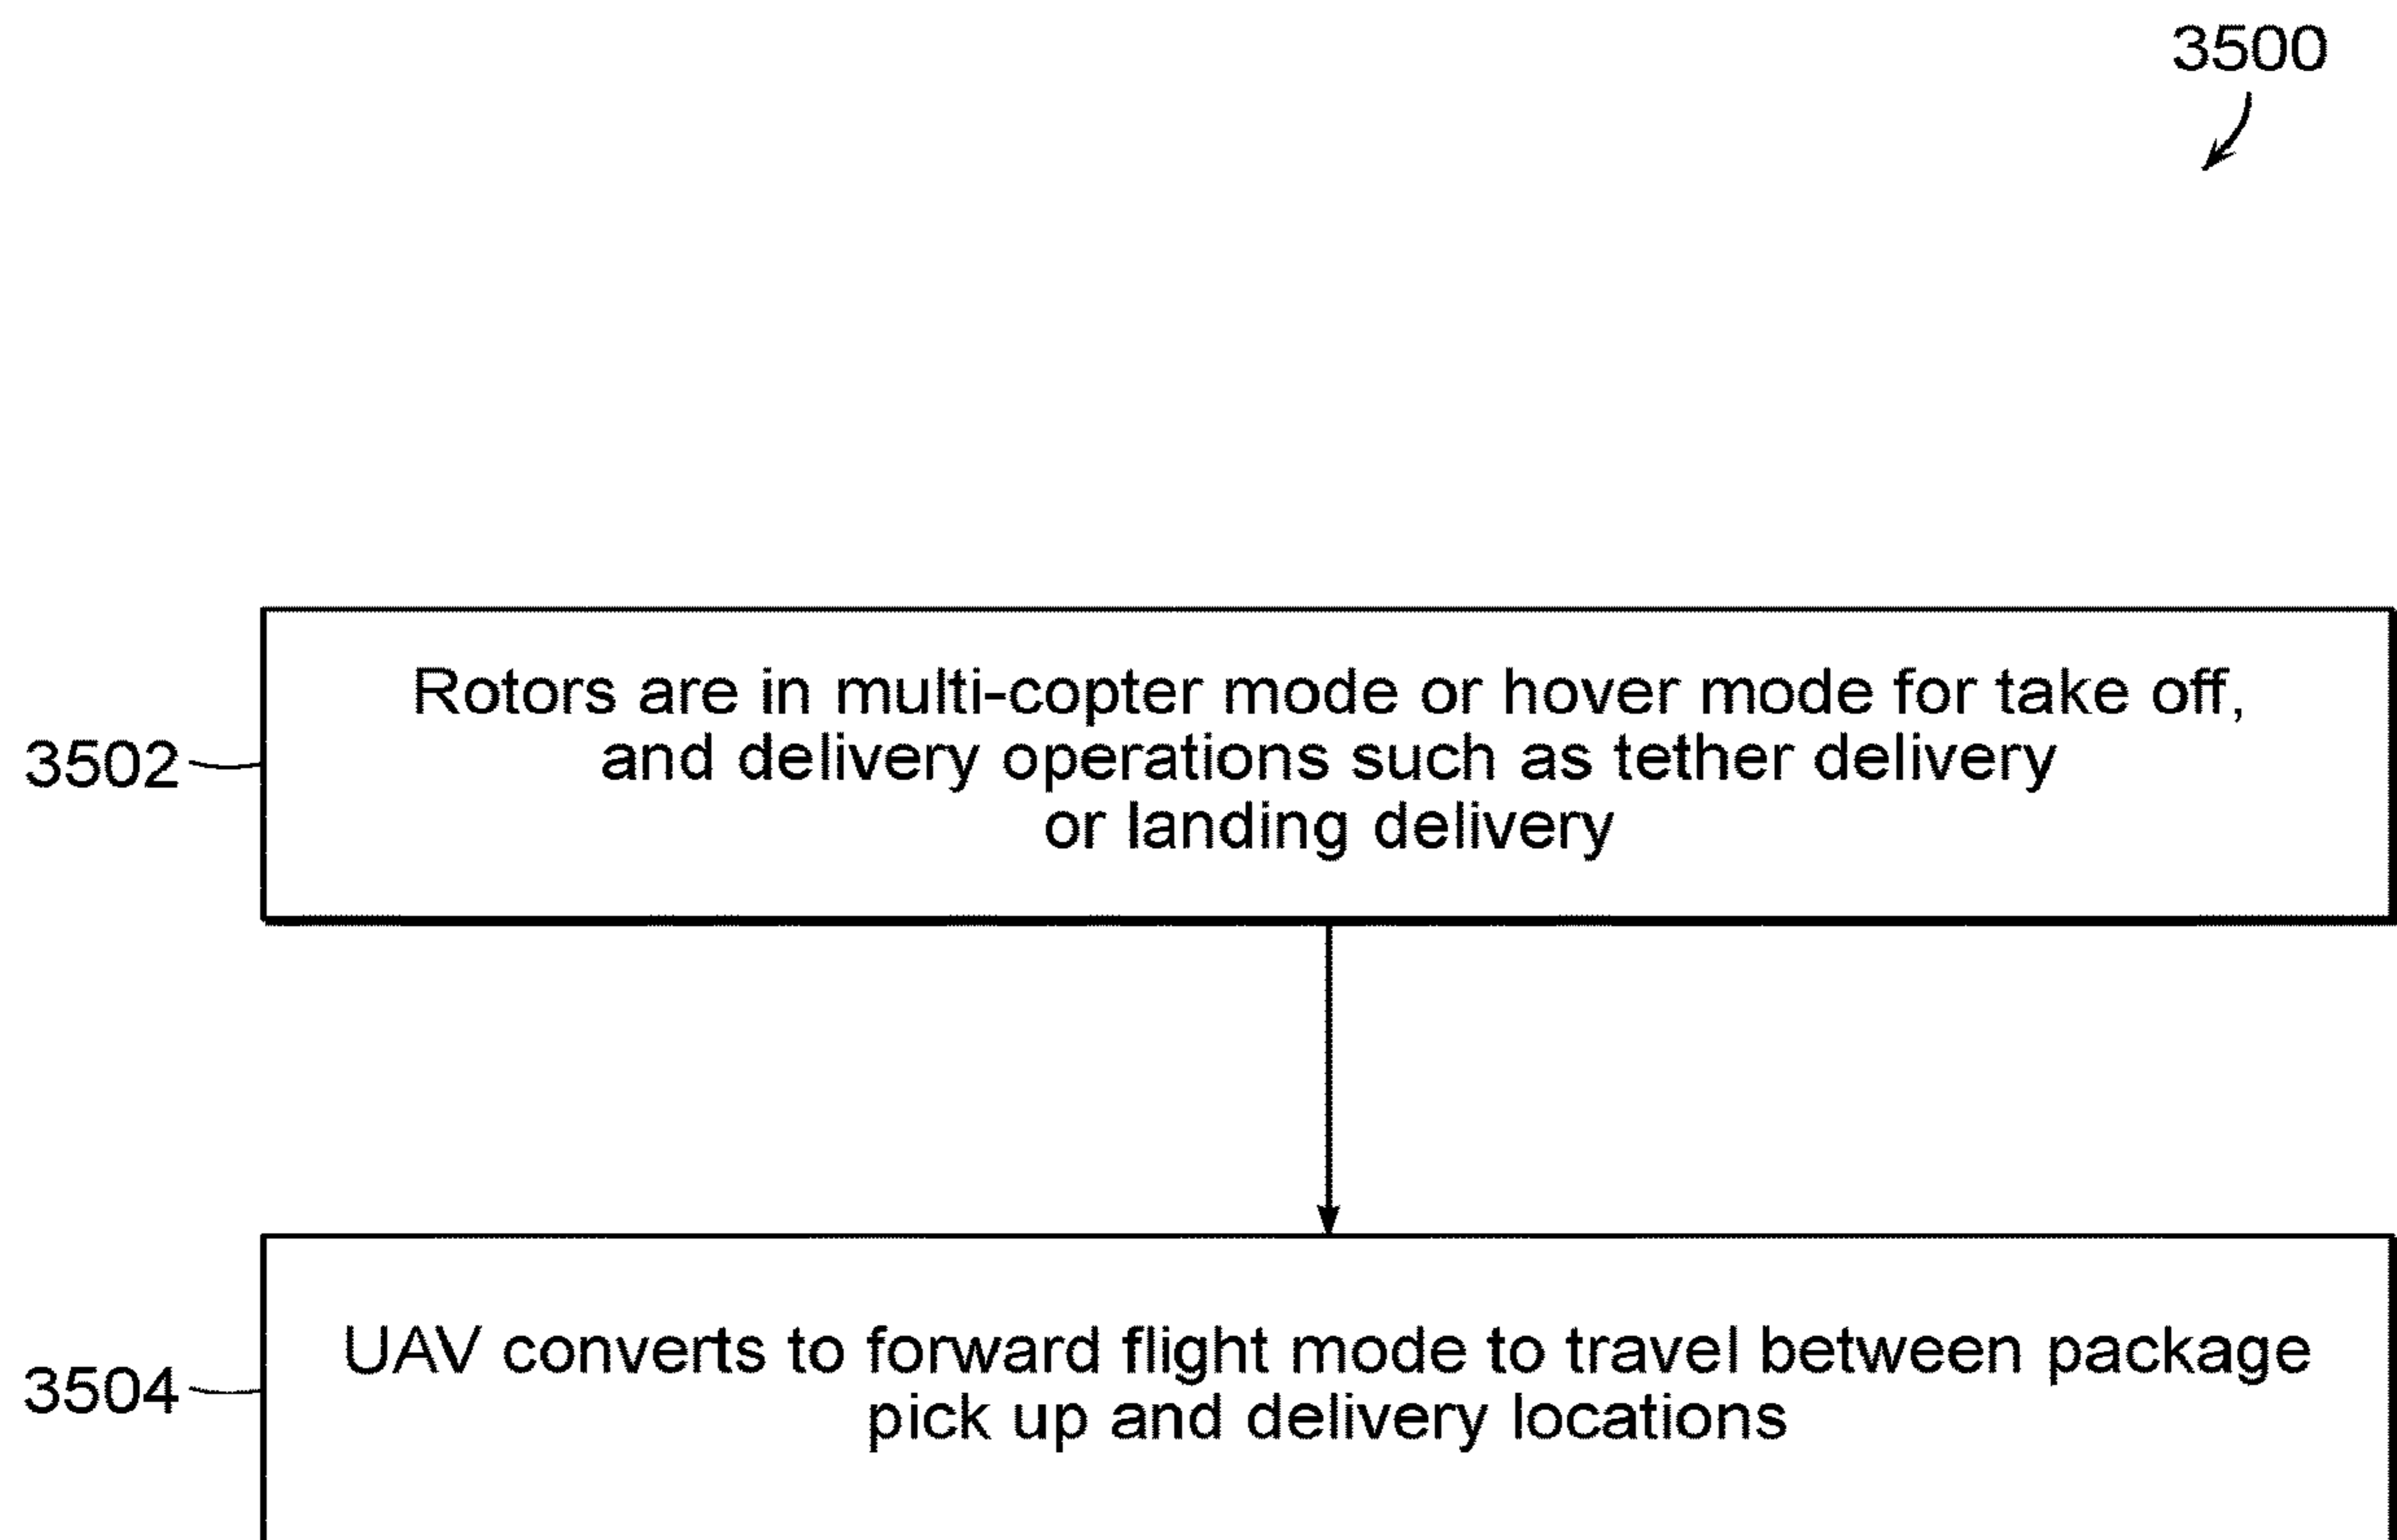 3500
Rotors are in multi-copter mode or hover mode for take off,
and delivery operations such as tether delivery
or landing delivery
3502
UAV converts to forward flight mode to travel between package
pick up and delivery locations
3504